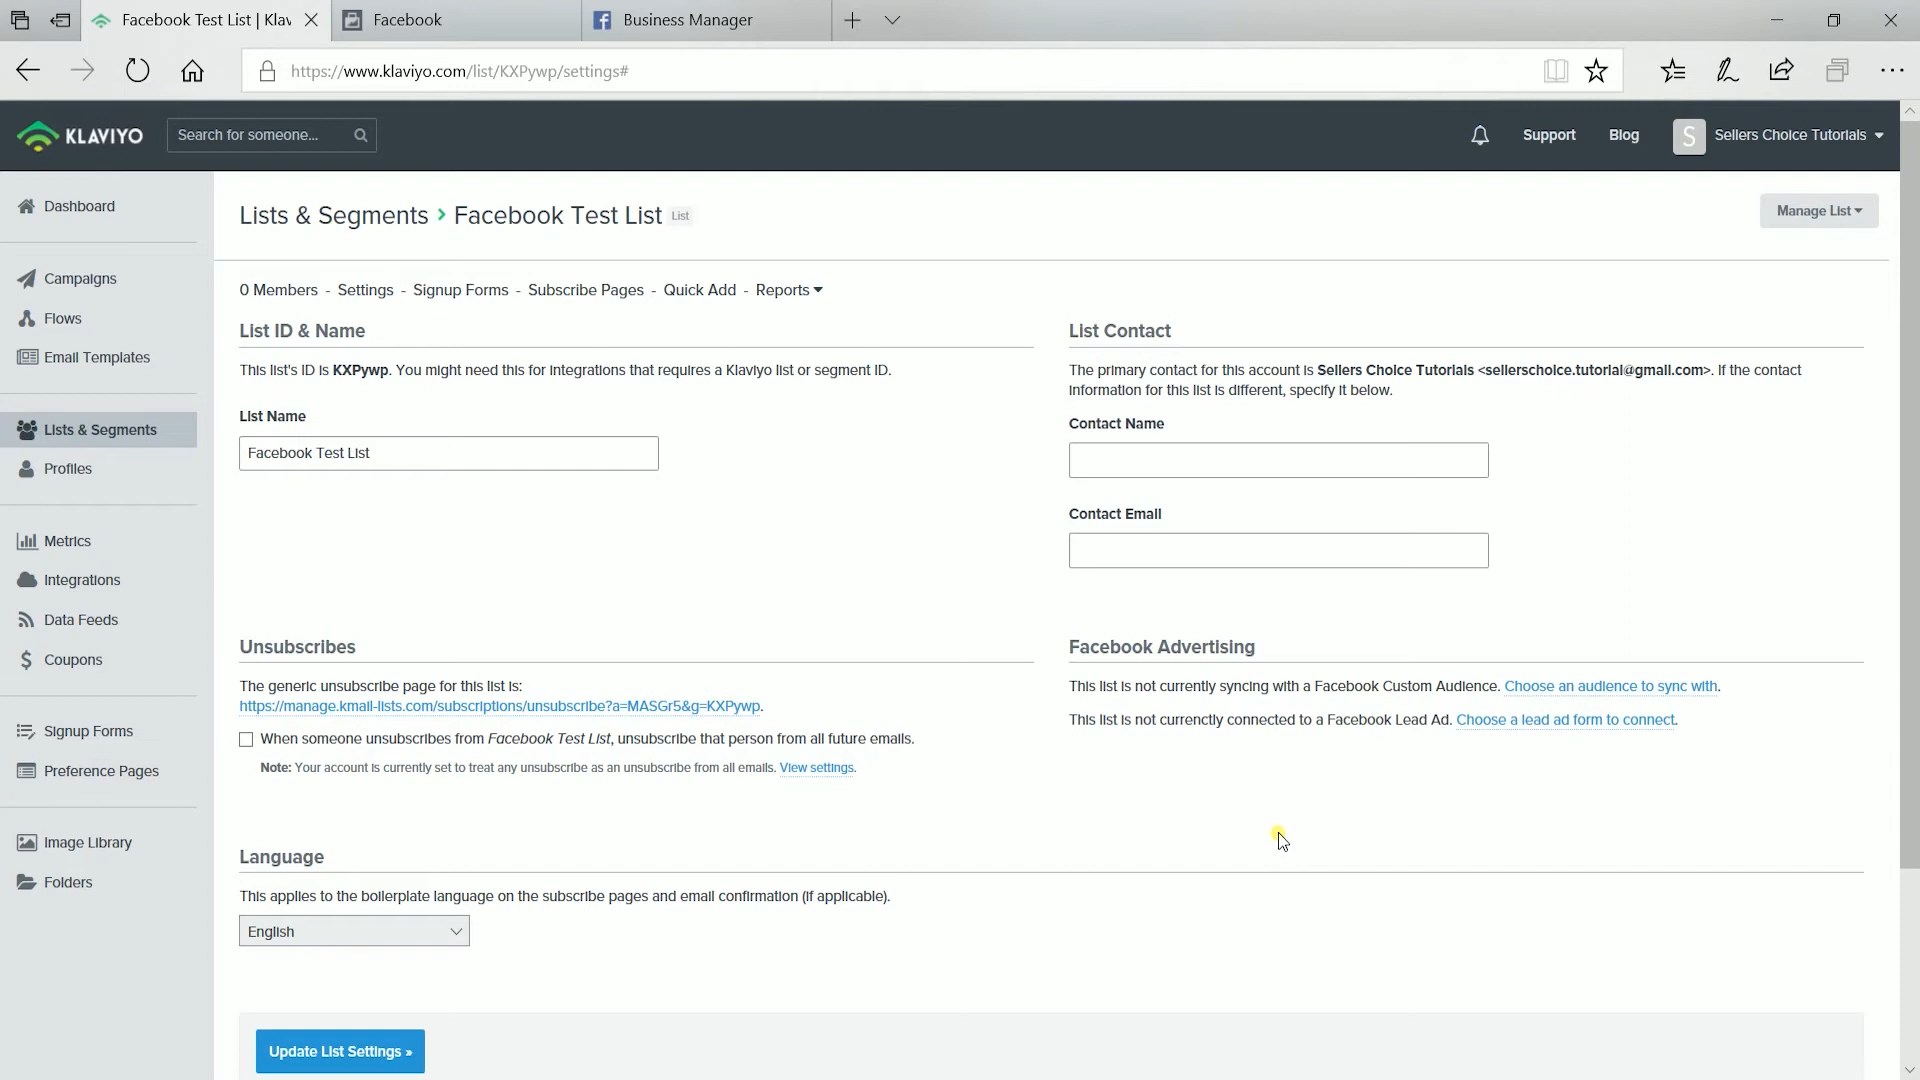 Facebook Test List | Klav
Facebook
Business Manager
https://www.klaviyo.com/list/KXPywp/settings#
KLAVIYO
Search for someone...
Support
Blog
S
Sellers Choice Tutorials
Dashboard
Campaigns
Flows
Email Templates
Lists & Segments
Profiles
Metrics
Integrations
Data Feeds
Coupons
Signup Forms
Preference Pages
Image Library
Folders
Lists & Segments › Facebook Test List List
Manage List
0 Members - Settings - Signup Forms - Subscribe Pages - Quick Add - Reports
List ID & Name
This list's ID is KXPywp. You might need this for integrations that requires a Klaviyo list or segment ID.
List Name
Facebook Test List
List Contact
The primary contact for this account is Sellers Choice Tutorials <sellerschoice.tutorial@gmail.com>. If the contact
information for this list is different, specify it below.
Contact Name
Contact Email
Unsubscribes
The generic unsubscribe page for this list is:
https://manage.kmail-lists.com/subscriptions/unsubscribe?a=MASGr5&g=KXPywp.
When someone unsubscribes from Facebook Test List, unsubscribe that person from all future emails.
Note: Your account is currently set to treat any unsubscribe as an unsubscribe from all emails. View settings.
Facebook Advertising
This list is not currently syncing with a Facebook Custom Audience. Choose an audience to sync with.
This list is not currenctly connected to a Facebook Lead Ad. Choose a lead ad form to connect.
Language
This applies to the boilerplate language on the subscribe pages and email confirmation (if applicable).
English
Update List Settings »